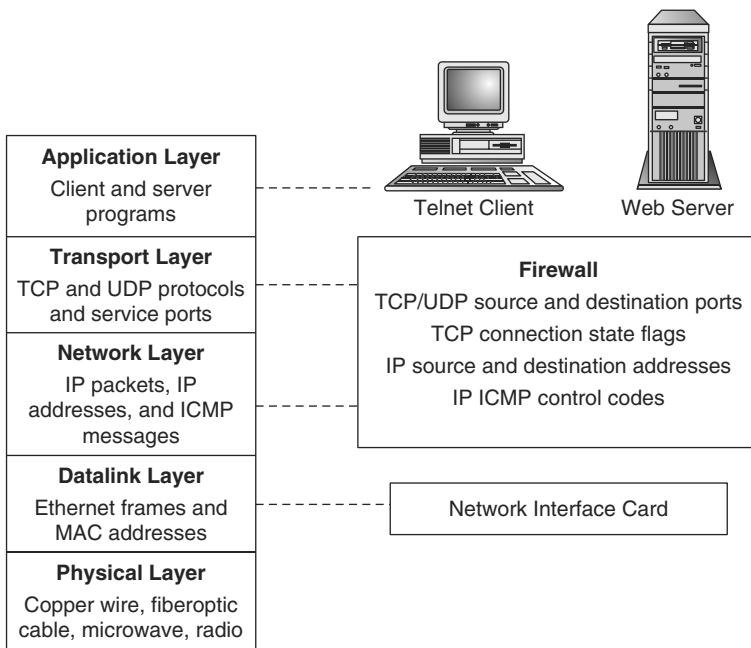 Application Layer
Client and server
programs
Transport Layer
TCP and UDP protocols
and service ports
Network Layer
IP packets, IP
addresses, and ICMP
messages
Datalink Layer
Ethernet frames and
MAC addresses
Physical Layer
Copper wire, fiberoptic
cable, microwave, radio
Telnet Client
Web Server
Firewall
TCP/UDP source and destination ports
TCP connection state flags
IP source and destination addresses
IP ICMP control codes
Network Interface Card